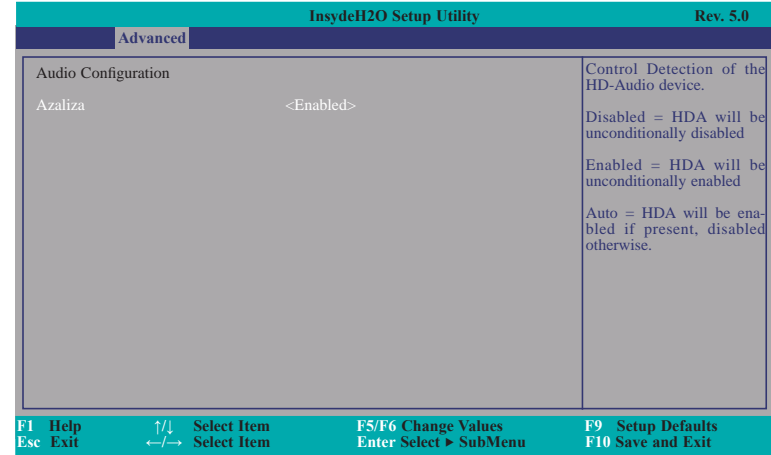 InsydeH2O Setup Utility Rev. 5.0
Advanced
Audio Configuration
Azaliza <Enabled>
Control Detection of the
HD-Audio device.
Disabled = HDA will be
unconditionally disabled
Enabled = HDA will be
unconditionally enabled
Auto = HDA will be ena-
bled if present, disabled
otherwise.
F1 Help ↑/↓ Select Item F5/F6 Change Values F9 Setup Defaults
Esc Exit ←/→ Select Item Enter Select ▶ SubMenu F10 Save and Exit